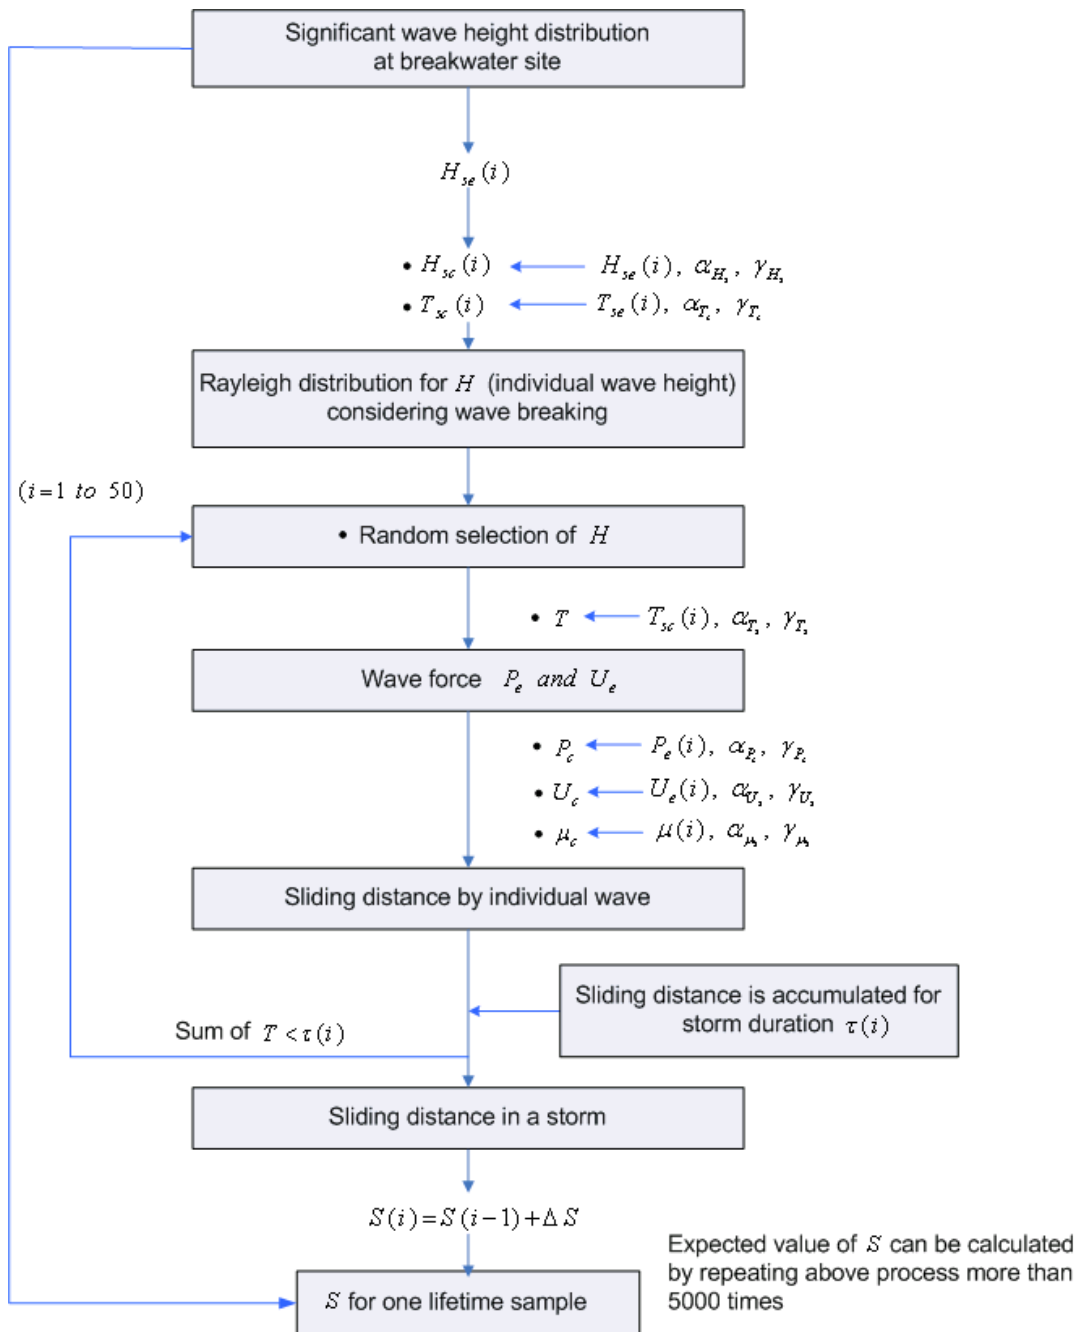 Significant wave height distribution
at breakwater site
H_se(i)
• H_sc(i) H_se(i), α_Hs, γ_Hs
• T_sc(i) T_se(i), α_Tc, γ_Tc
Rayleigh distribution for H (individual wave height)
considering wave breaking
(i=1 to 50)
• Random selection of H
• T T_sc(i), α_Ts, γ_Ts
Wave force P_e and U_e
• P_c P_e(i), α_Pc, γ_Pc
• U_c U_e(i), α_Us, γ_Us
• μ_c μ(i), α_μs, γ_μs
Sliding distance by individual wave
Sliding distance is accumulated for
storm duration τ(i)
Sum of T<τ(i)
Sliding distance in a storm
S(i)=S(i−1)+ΔS
Expected value of S can be calculated
by repeating above process more than
5000 times
S for one lifetime sample